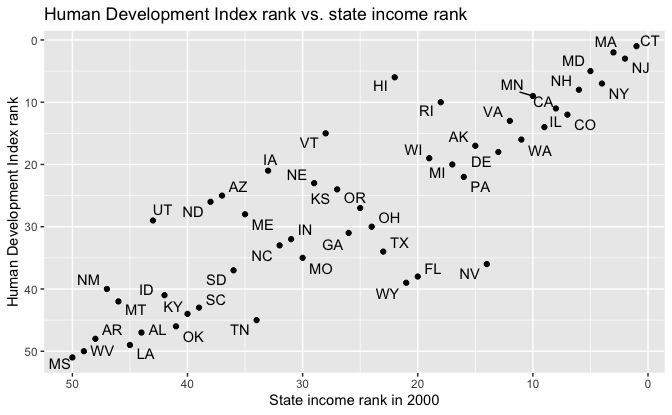 Human Development Index rank vs. state income rank
0
MA CT
MD NJ
HI MN NH NY
10
RI CA
VA IL CO
VT AK WA
WI DE
20
IA MI PA
NE
AZ KS OR
UT ND
30
ME IN OH
NC GA TX
MO
SD FL NV
NM ID WY
40
MT KY SC
AR AL OK TN
WV LA
50
MS
50 40 30 20 10 0
State income rank in 2000
Human Development Index rank